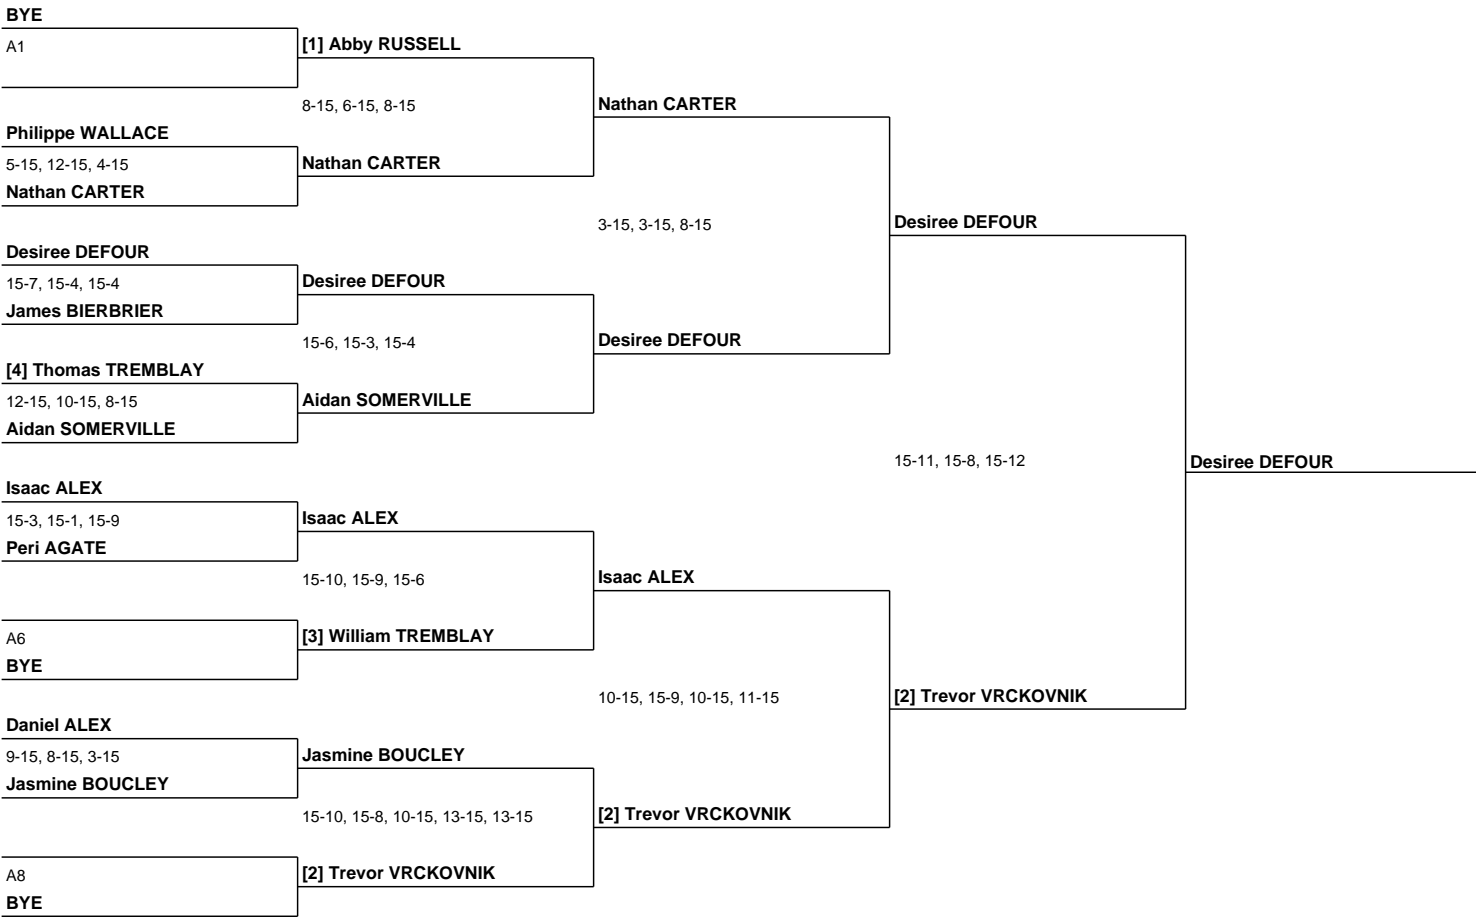 BYE
A1
[1] Abby RUSSELL
8-15, 6-15, 8-15
Nathan CARTER
Philippe WALLACE
5-15, 12-15, 4-15
Nathan CARTER
Nathan CARTER
3-15, 3-15, 8-15
Desiree DEFOUR
Desiree DEFOUR
15-7, 15-4, 15-4
Desiree DEFOUR
James BIERBRIER
15-6, 15-3, 15-4
Desiree DEFOUR
[4] Thomas TREMBLAY
12-15, 10-15, 8-15
Aidan SOMERVILLE
Aidan SOMERVILLE
15-11, 15-8, 15-12
Desiree DEFOUR
Isaac ALEX
15-3, 15-1, 15-9
Isaac ALEX
Peri AGATE
15-10, 15-9, 15-6
Isaac ALEX
A6
[3] William TREMBLAY
BYE
10-15, 15-9, 10-15, 11-15
[2] Trevor VRCKOVNIK
Daniel ALEX
9-15, 8-15, 3-15
Jasmine BOUCLEY
Jasmine BOUCLEY
15-10, 15-8, 10-15, 13-15, 13-15
[2] Trevor VRCKOVNIK
A8
[2] Trevor VRCKOVNIK
BYE